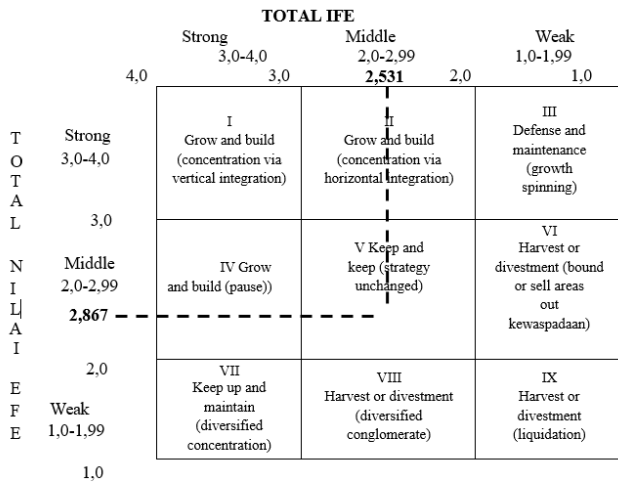 TOTAL IFE
Strong Middle Weak
3,0-4,0 2,0-2,99 1,0-1,99
4,0 3,0 2,531 2,0 1,0
TOTAL NILAI EFE
Strong
3,0-4,0
3,0
Middle
2,0-2,99
2,867
2,0
Weak
1,0-1,99
1,0
I
Grow and build
(concentration via
vertical integration)
II
Grow and build
(concentration via
horizontal integration)
III
Defense and
maintenance
(growth
spinning)
IV Grow
and build (pause))
V Keep and
keep (strategy
unchanged)
VI
Harvest or
divestment (bound
or sell areas
out
kewaspadaan)
VII
Keep up and
maintain
(diversified
concentration)
VIII
Harvest or divestment
(diversified
conglomerate)
IX
Harvest or
divestment
(liquidation)